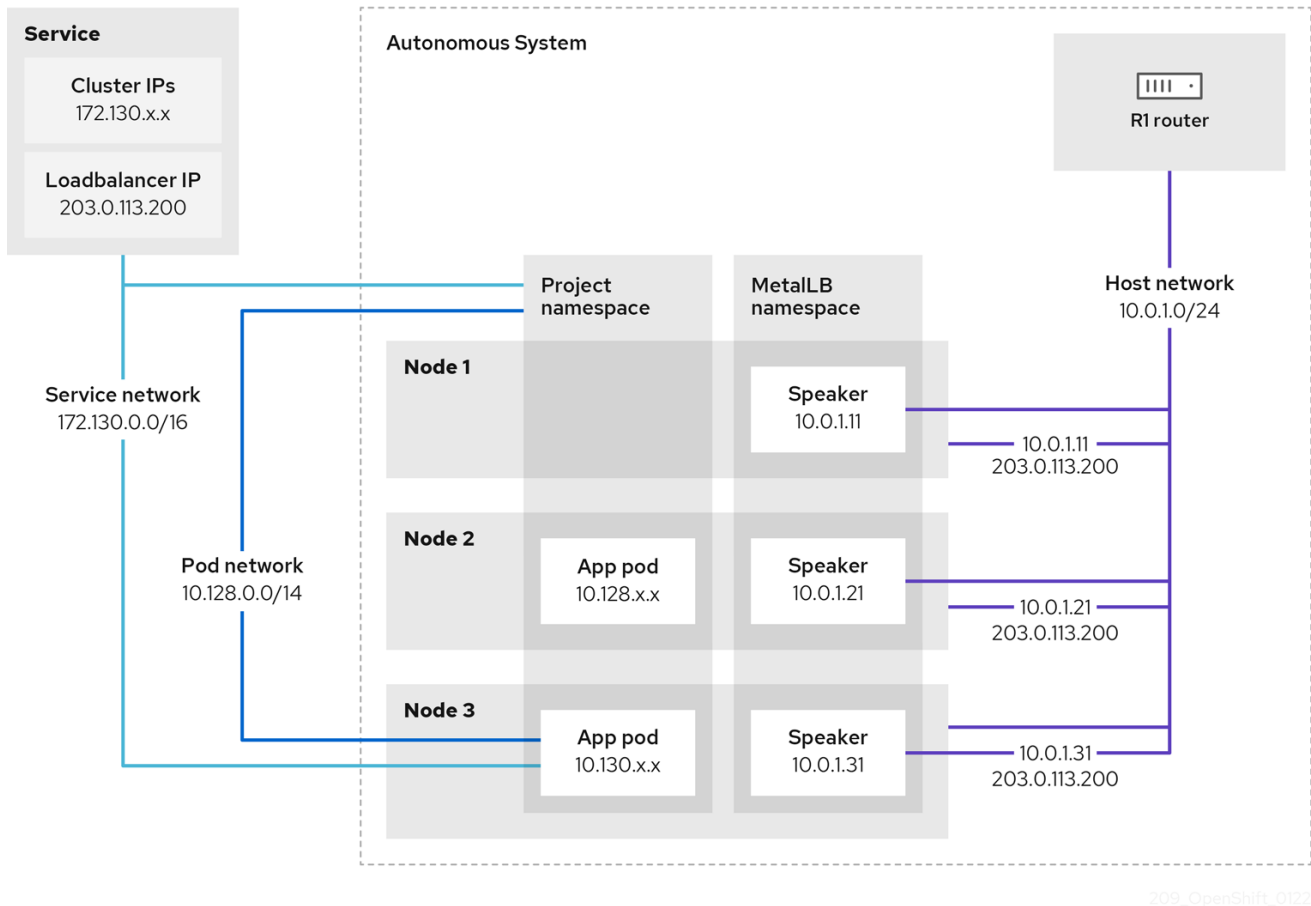 Service
Cluster IPs
172.130.x.x
Loadbalancer IP
203.0.113.200
Autonomous System
R1 router
Project
namespace
MetalLB
namespace
Host network
10.0.1.0/24
Service network
172.130.0.0/16
Pod network
10.128.0.0/14
Node 1
Speaker
10.0.1.11
10.0.1.11
203.0.113.200
Node 2
App pod
10.128.x.x
Speaker
10.0.1.21
10.0.1.21
203.0.113.200
Node 3
App pod
10.130.x.x
Speaker
10.0.1.31
10.0.1.31
203.0.113.200
209_OpenShift_0122